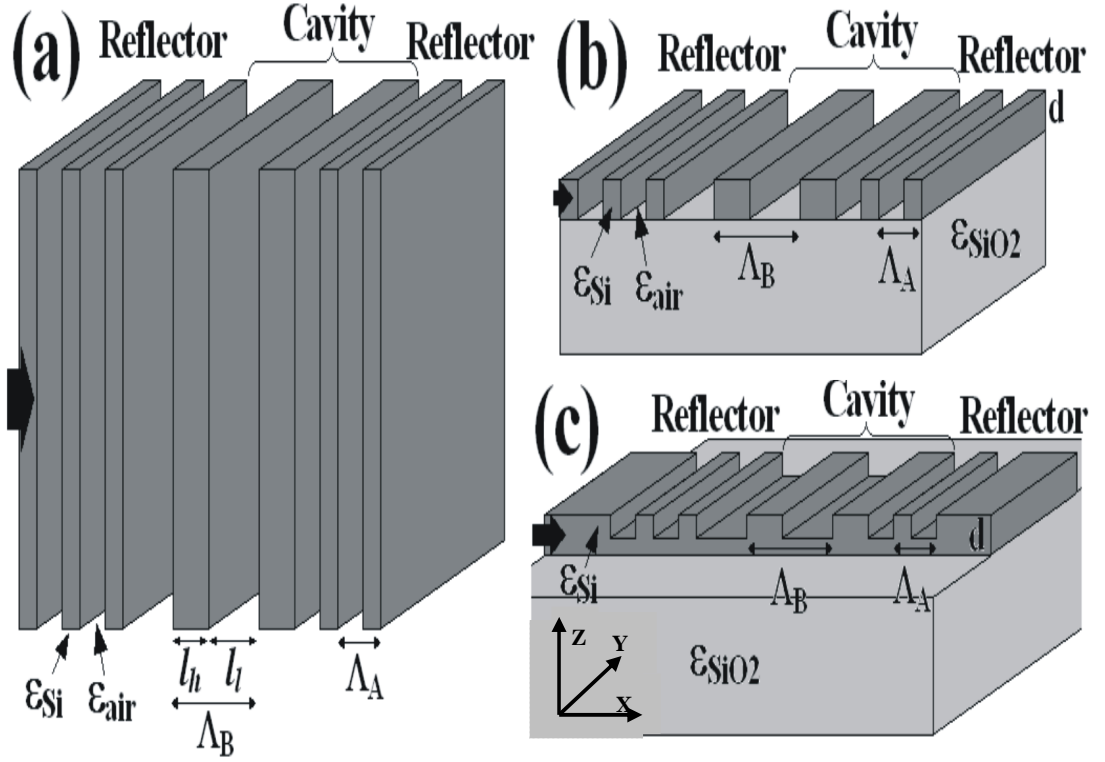 (a)
Reflector
Cavity
Reflector
εSi
εair
lh
ll
ΛB
ΛA
(b)
Reflector
Cavity
Reflector
d
εSi
εair
ΛB
ΛA
εSiO2
(c)
Reflector
Cavity
Reflector
εSi
d
ΛB
ΛA
εSiO2
Z
Y
X